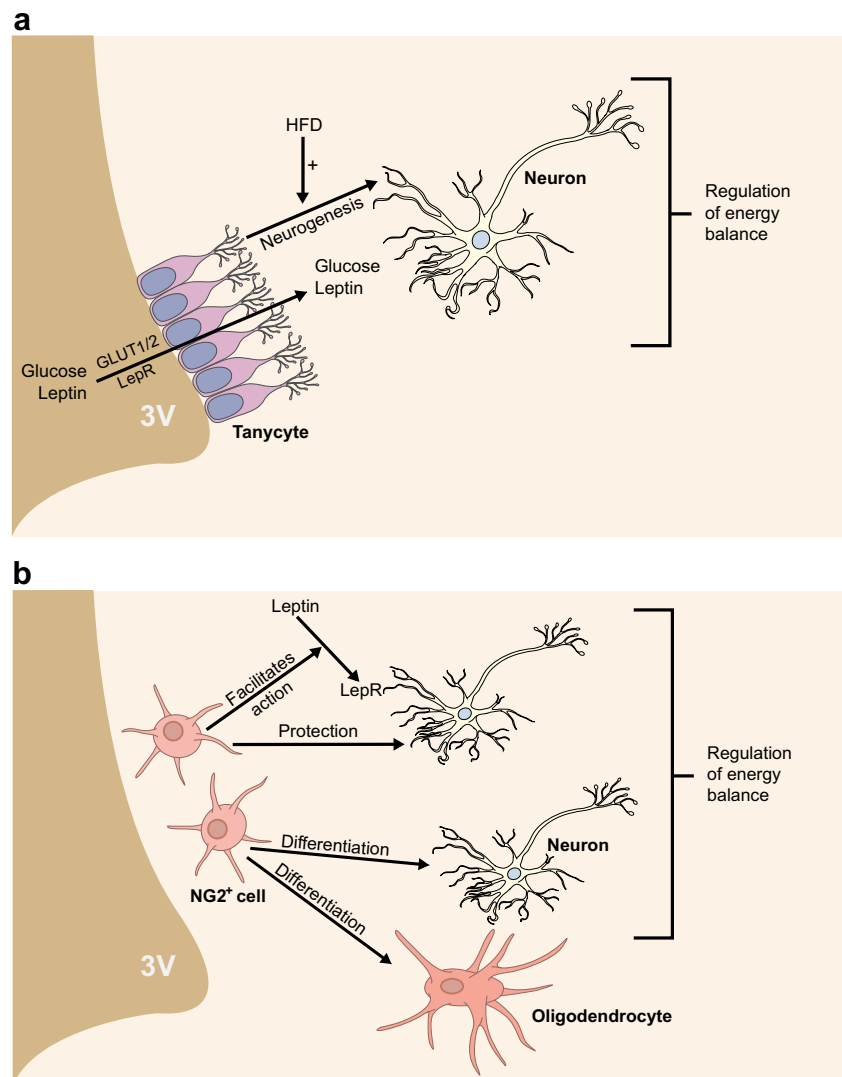 a
HFD
+
Neurogenesis
Neuron
Regulation
of energy
balance
Glucose
Leptin
GLUT1/2
LepR
Glucose
Leptin
3V
Tanycyte
b
Leptin
Facilitates
action
LepR
Protection
Regulation
of energy
balance
Differentiation
Neuron
NG2⁺ cell
Differentiation
3V
Oligodendrocyte